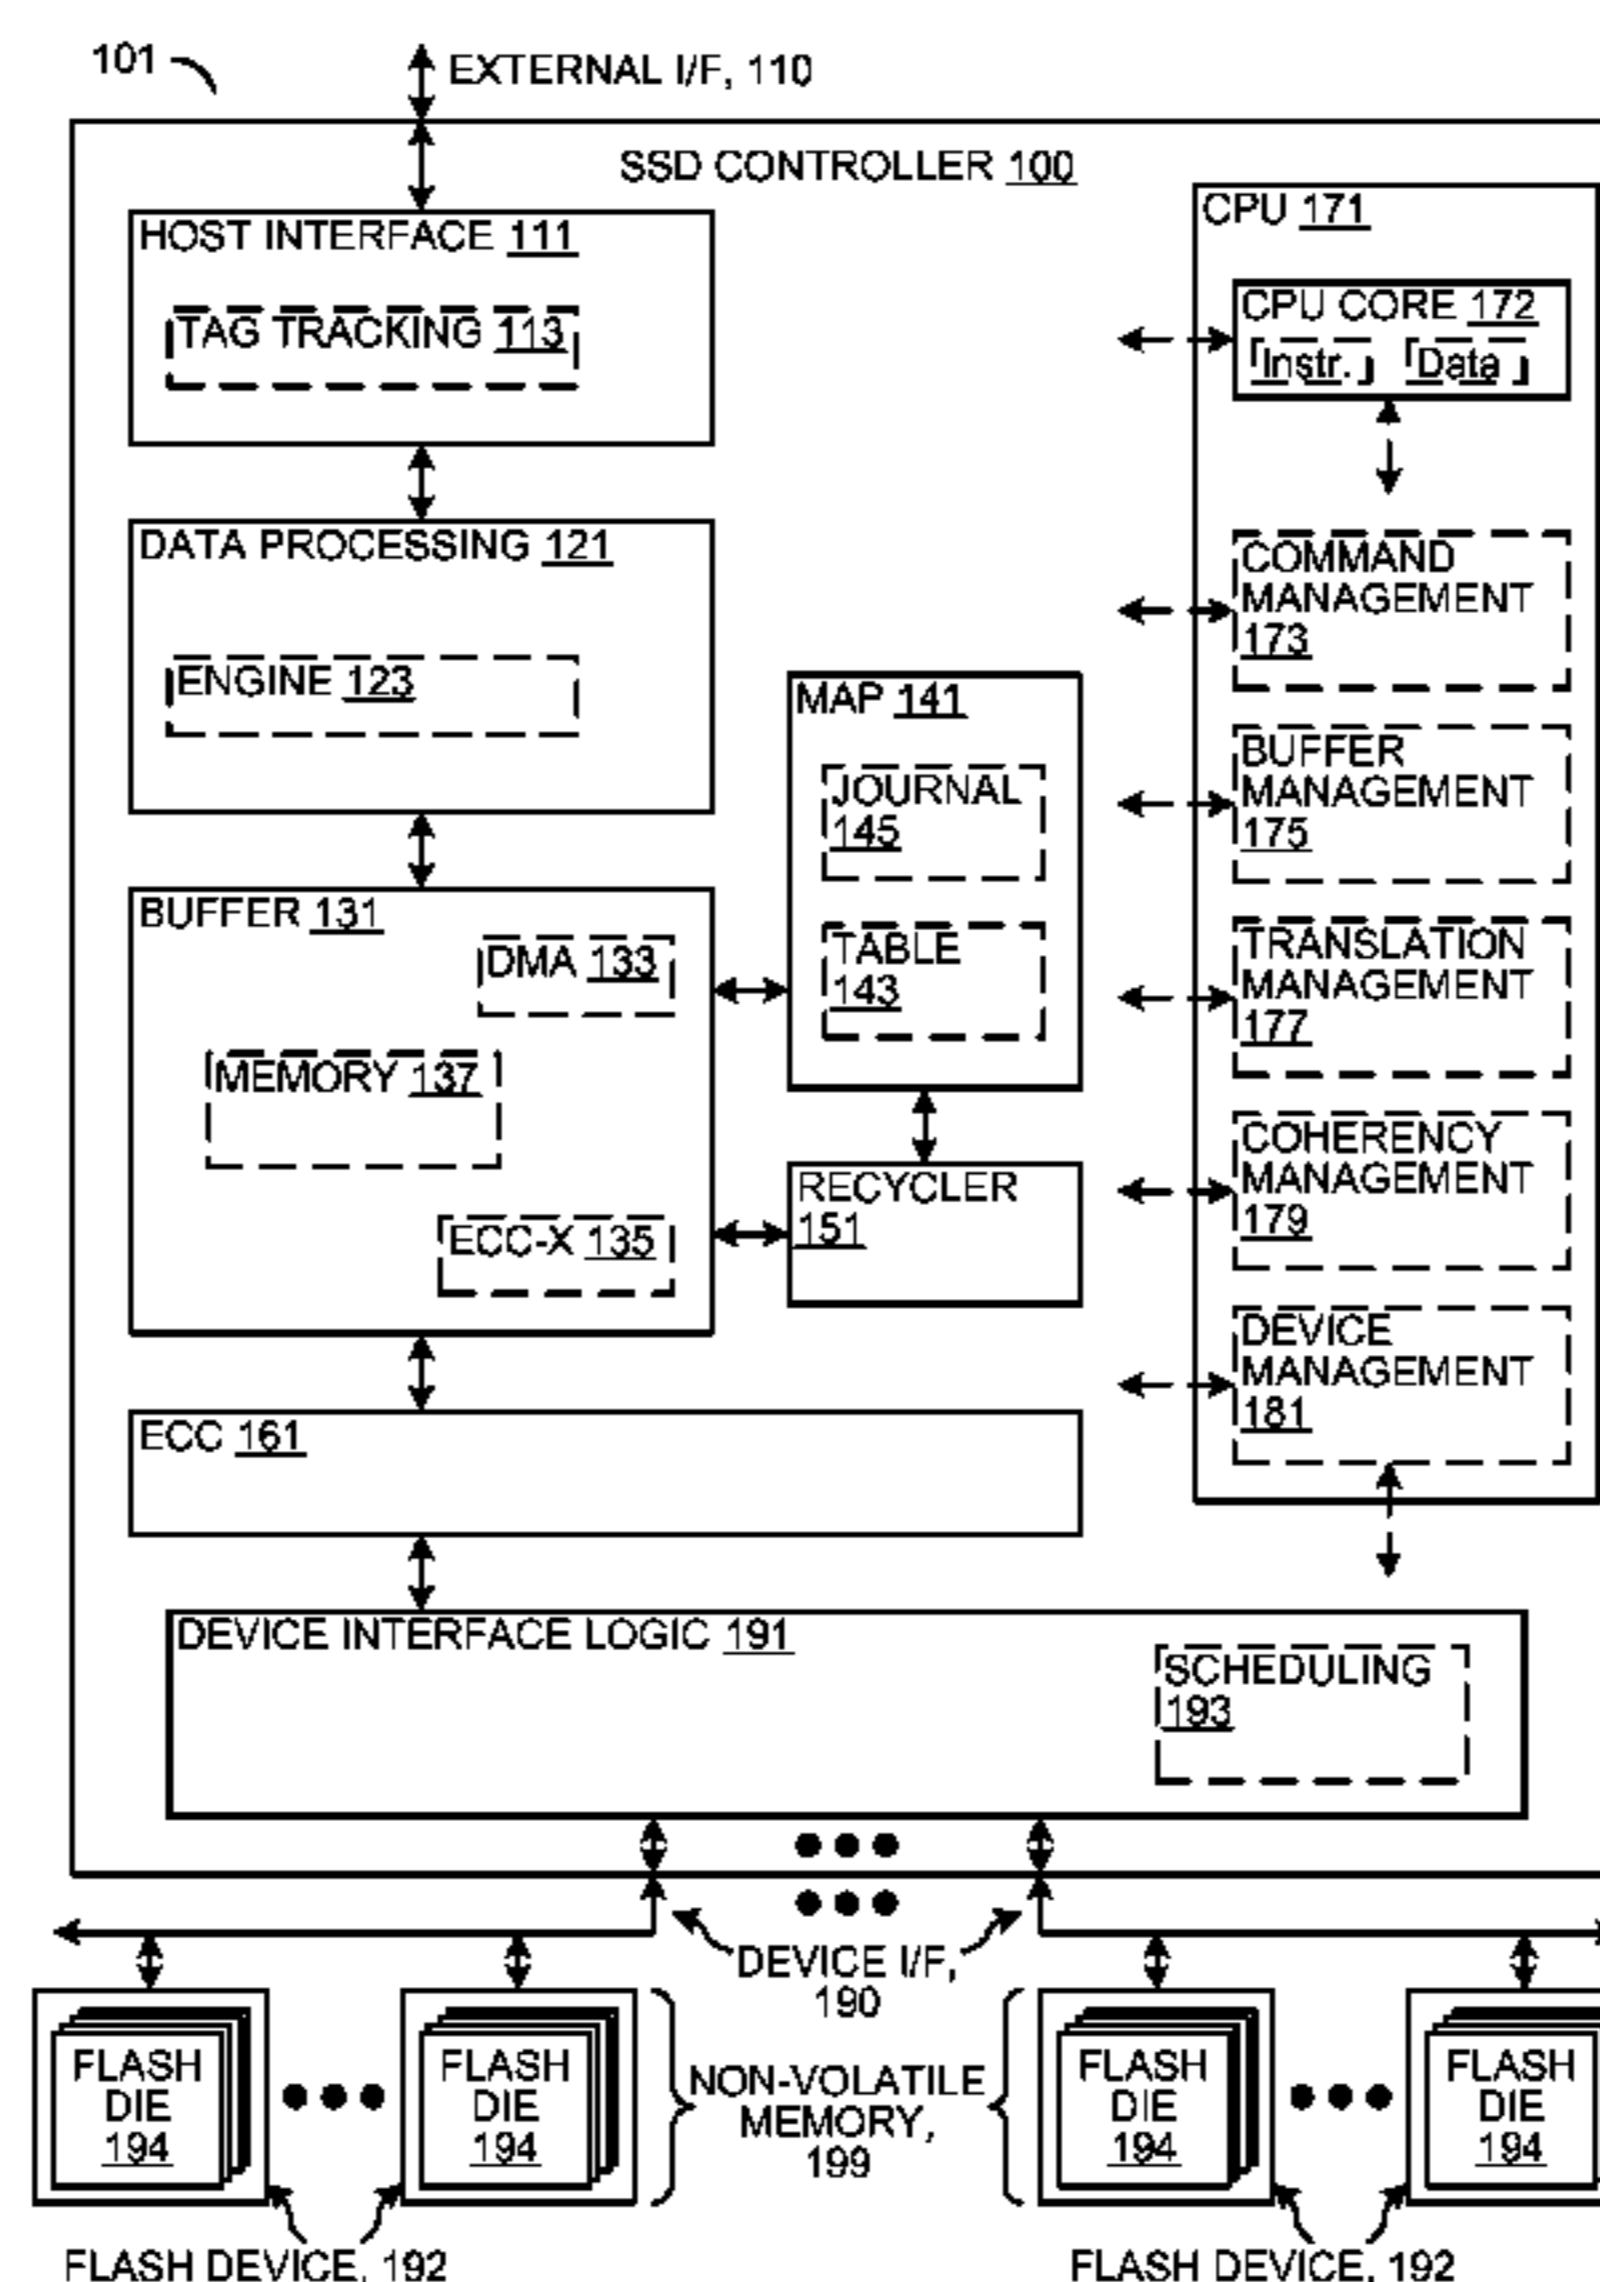 101
EXTERNAL I/F, 110
SSD CONTROLLER 100
HOST INTERFACE 111
TAG TRACKING 113
DATA PROCESSING 121
ENGINE 123
BUFFER 131
DMA 133
MEMORY 137
ECC-X 135
MAP 141
JOURNAL
145
TABLE
143
RECYCLER
151
CPU 171
CPU CORE 172
Instr. Data
COMMAND
MANAGEMENT
173
BUFFER
MANAGEMENT
175
TRANSLATION
MANAGEMENT
177
COHERENCY
MANAGEMENT
179
DEVICE
MANAGEMENT
181
ECC 161
DEVICE INTERFACE LOGIC 191
SCHEDULING
193
DEVICE I/F,
190
FLASH
DIE
194
FLASH
DIE
194
NON-VOLATILE
MEMORY,
199
FLASH
DIE
194
FLASH
DIE
194
FLASH DEVICE, 192
FLASH DEVICE, 192